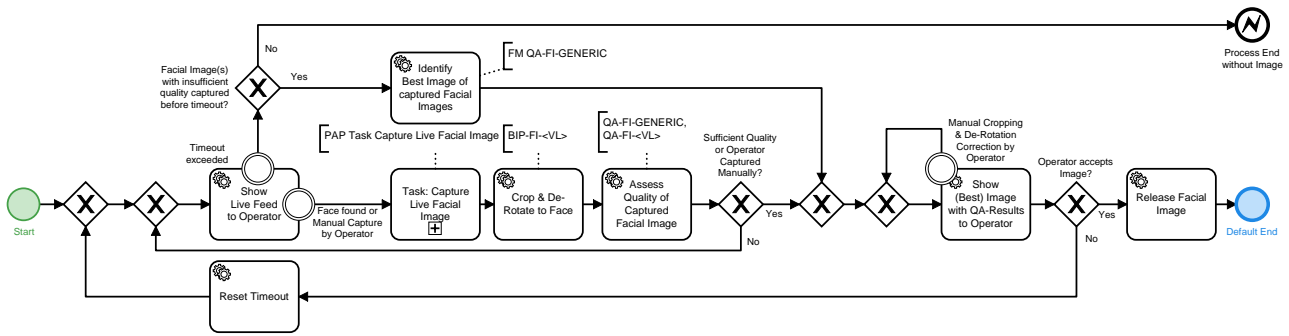 No
Process End
without Image
Facial Image(s)
with insufficient
quality captured
before timeout?
Yes
Identify
Best Image of
captured Facial
Images
FM QA-FI-GENERIC
Timeout
exceeded
PAP Task Capture Live Facial Image
BIP-FI-<VL>
QA-FI-GENERIC,
QA-FI-<VL>
Sufficient Quality
or Operator
Captured
Manually?
Manual Cropping
& De-Rotation
Correction by
Operator
Operator accepts
Image?
Start
Show
Live Feed
to Operator
Face found or
Manual Capture
by Operator
Task: Capture
Live Facial
Image
Crop & De-
Rotate to Face
Assess
Quality of
Captured
Facial Image
Yes
No
Show
(Best) Image
with QA-Results
to Operator
Yes
No
Release Facial
Image
Default End
Reset Timeout